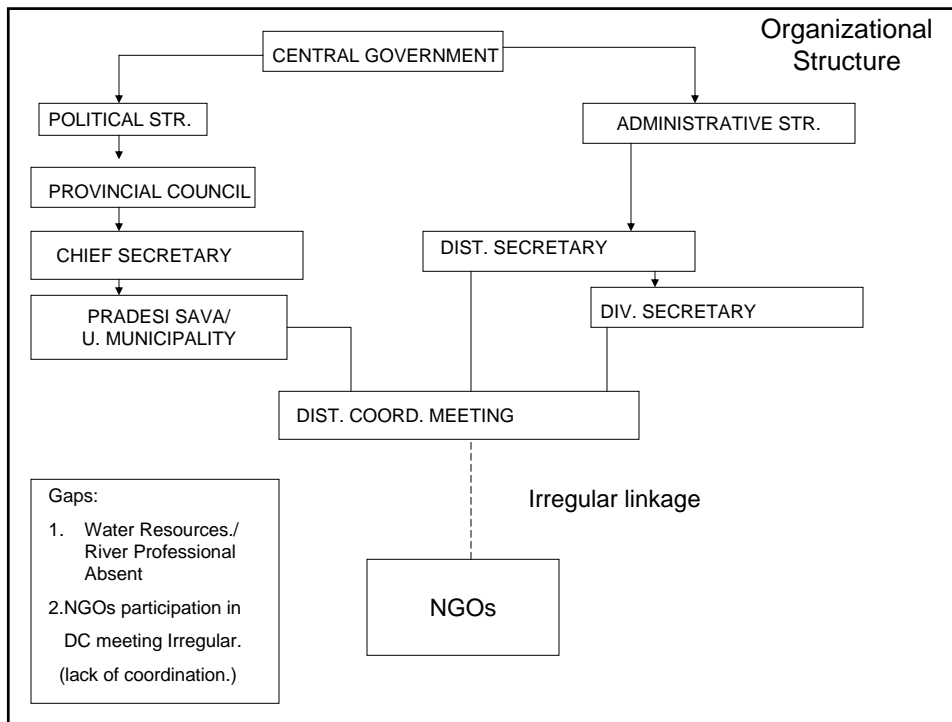 Organizational
Structure
CENTRAL GOVERNMENT
POLITICAL STR.
ADMINISTRATIVE STR.
PROVINCIAL COUNCIL
CHIEF SECRETARY
DIST. SECRETARY
PRADESI SAVA/
U. MUNICIPALITY
DIV. SECRETARY
DIST. COORD. MEETING
Irregular linkage
NGOs
Gaps:
1. Water Resources./
River Professional
Absent
2.NGOs participation in
DC meeting Irregular.
(lack of coordination.)